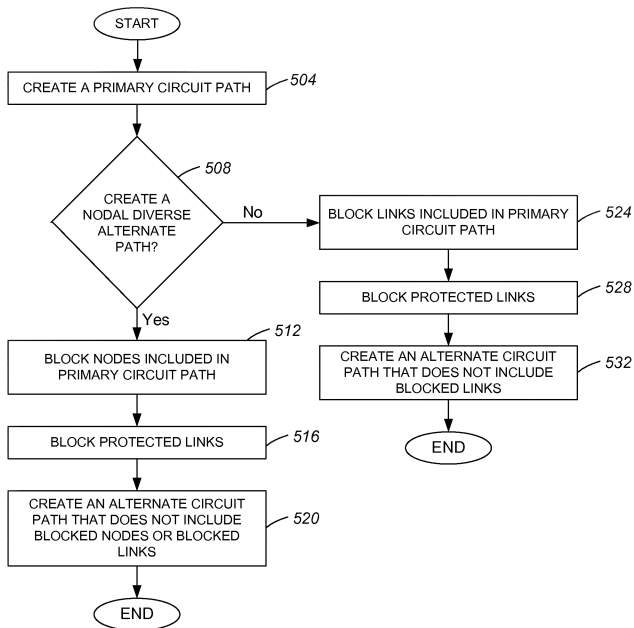 START
CREATE A PRIMARY CIRCUIT PATH
504
508
CREATE A
NODAL DIVERSE
ALTERNATE
PATH?
No
Yes
512
BLOCK NODES INCLUDED IN
PRIMARY CIRCUIT PATH
BLOCK PROTECTED LINKS
516
CREATE AN ALTERNATE CIRCUIT
PATH THAT DOES NOT INCLUDE
BLOCKED NODES OR BLOCKED
LINKS
520
END
BLOCK LINKS INCLUDED IN PRIMARY
CIRCUIT PATH
524
BLOCK PROTECTED LINKS
528
CREATE AN ALTERNATE CIRCUIT
PATH THAT DOES NOT INCLUDE
BLOCKED LINKS
532
END